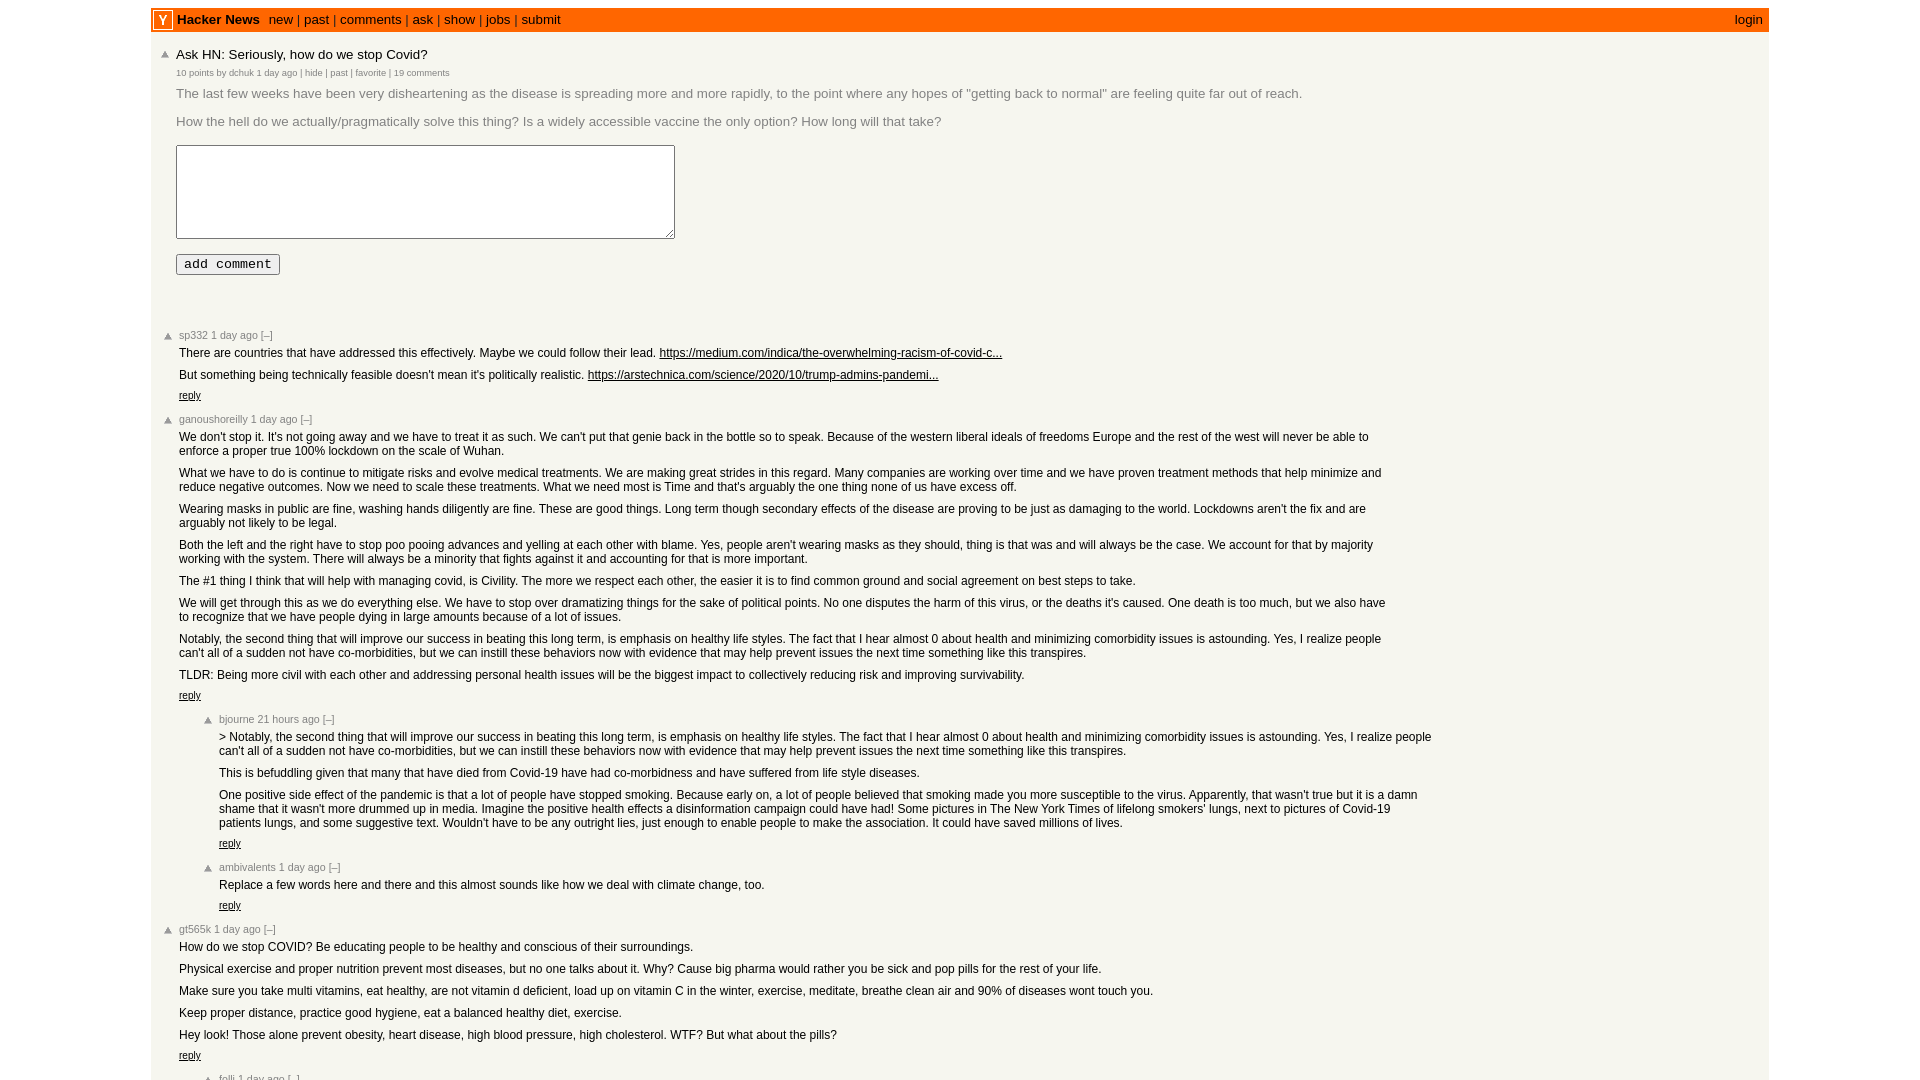 Y Hacker News new | past | comments | ask | show | jobs | submit login
Ask HN: Seriously, how do we stop Covid?
10 points by dchuk 1 day ago | hide | past | favorite | 19 comments
The last few weeks have been very disheartening as the disease is spreading more and more rapidly, to the point where any hopes of "getting back to normal" are feeling quite far out of reach.
How the hell do we actually/pragmatically solve this thing? Is a widely accessible vaccine the only option? How long will that take?
add comment
sp332 1 day ago [–]
There are countries that have addressed this effectively. Maybe we could follow their lead. https://medium.com/indica/the-overwhelming-racism-of-covid-c...
But something being technically feasible doesn't mean it's politically realistic. https://arstechnica.com/science/2020/10/trump-admins-pandemi...
reply
ganoushoreilly 1 day ago [–]
We don't stop it. It's not going away and we have to treat it as such. We can't put that genie back in the bottle so to speak. Because of the western liberal ideals of freedoms Europe and the rest of the west will never be able to
enforce a proper true 100% lockdown on the scale of Wuhan.
What we have to do is continue to mitigate risks and evolve medical treatments. We are making great strides in this regard. Many companies are working over time and we have proven treatment methods that help minimize and
reduce negative outcomes. Now we need to scale these treatments. What we need most is Time and that's arguably the one thing none of us have excess off.
Wearing masks in public are fine, washing hands diligently are fine. These are good things. Long term though secondary effects of the disease are proving to be just as damaging to the world. Lockdowns aren't the fix and are
arguably not likely to be legal.
Both the left and the right have to stop poo pooing advances and yelling at each other with blame. Yes, people aren't wearing masks as they should, thing is that was and will always be the case. We account for that by majority
working with the system. There will always be a minority that fights against it and accounting for that is more important.
The #1 thing I think that will help with managing covid, is Civility. The more we respect each other, the easier it is to find common ground and social agreement on best steps to take.
We will get through this as we do everything else. We have to stop over dramatizing things for the sake of political points. No one disputes the harm of this virus, or the deaths it's caused. One death is too much, but we also have
to recognize that we have people dying in large amounts because of a lot of issues.
Notably, the second thing that will improve our success in beating this long term, is emphasis on healthy life styles. The fact that I hear almost 0 about health and minimizing comorbidity issues is astounding. Yes, I realize people
can't all of a sudden not have co-morbidities, but we can instill these behaviors now with evidence that may help prevent issues the next time something like this transpires.
TLDR: Being more civil with each other and addressing personal health issues will be the biggest impact to collectively reducing risk and improving survivability.
reply
bjourne 21 hours ago [–]
> Notably, the second thing that will improve our success in beating this long term, is emphasis on healthy life styles. The fact that I hear almost 0 about health and minimizing comorbidity issues is astounding. Yes, I realize people
can't all of a sudden not have co-morbidities, but we can instill these behaviors now with evidence that may help prevent issues the next time something like this transpires.
This is befuddling given that many that have died from Covid-19 have had co-morbidness and have suffered from life style diseases.
One positive side effect of the pandemic is that a lot of people have stopped smoking. Because early on, a lot of people believed that smoking made you more susceptible to the virus. Apparently, that wasn't true but it is a damn
shame that it wasn't more drummed up in media. Imagine the positive health effects a disinformation campaign could have had! Some pictures in The New York Times of lifelong smokers' lungs, next to pictures of Covid-19
patients lungs, and some suggestive text. Wouldn't have to be any outright lies, just enough to enable people to make the association. It could have saved millions of lives.
reply
ambivalents 1 day ago [–]
Replace a few words here and there and this almost sounds like how we deal with climate change, too.
reply
gt565k 1 day ago [–]
How do we stop COVID? Be educating people to be healthy and conscious of their surroundings.
Physical exercise and proper nutrition prevent most diseases, but no one talks about it. Why? Cause big pharma would rather you be sick and pop pills for the rest of your life.
Make sure you take multi vitamins, eat healthy, are not vitamin d deficient, load up on vitamin C in the winter, exercise, meditate, breathe clean air and 90% of diseases wont touch you.
Keep proper distance, practice good hygiene, eat a balanced healthy diet, exercise.
Hey look! Those alone prevent obesity, heart disease, high blood pressure, high cholesterol. WTF? But what about the pills?
reply
folli 1 day ago [–]